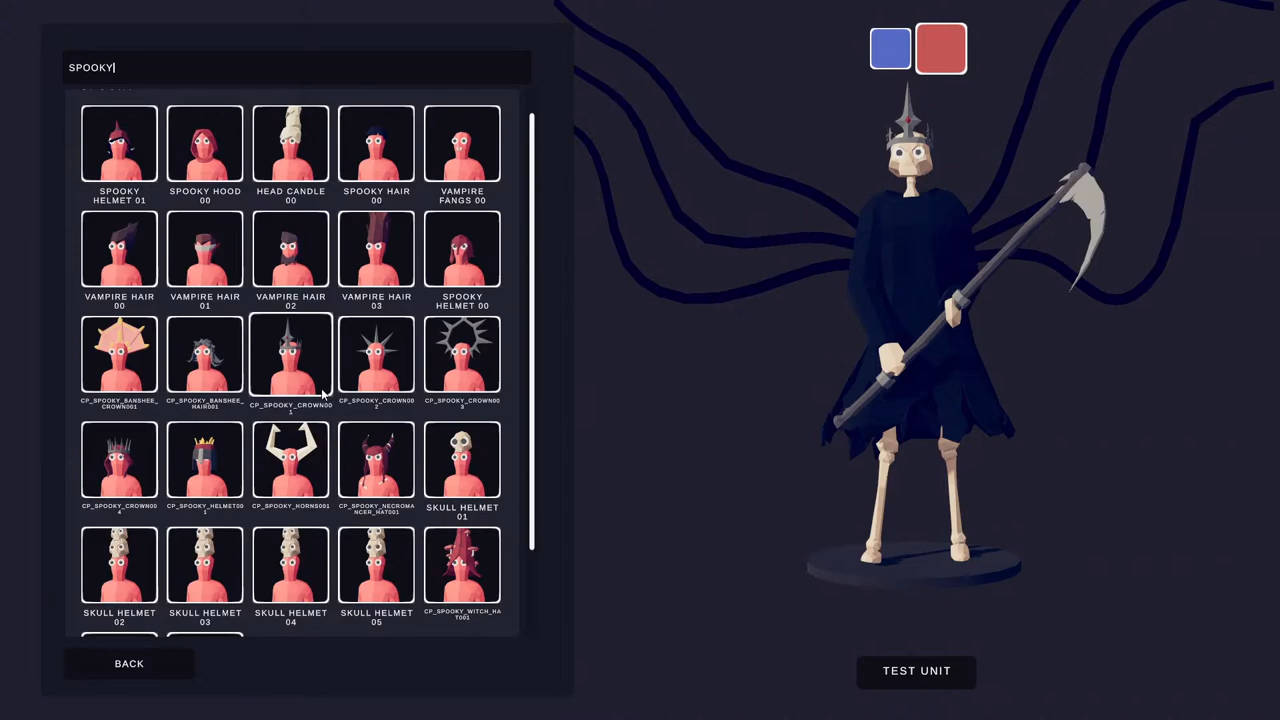 SPOOKY
SPOOKY
HELMET 01
SPOOKY HOOD
00
HEAD CANDLE
00
SPOOKY HAIR
00
VAMPIRE
FANGS 00
VAMPIRE HAIR
00
VAMPIRE HAIR
01
VAMPIRE HAIR
02
VAMPIRE HAIR
03
SPOOKY
HELMET 00
CP_SPOOKY_BANSHEE_
CROWN001
CP_SPOOKY_BANSHEE_
HAIR001
CP_SPOOKY_CROWN00
1
CP_SPOOKY_CROWN00
2
CP_SPOOKY_CROWN00
3
CP_SPOOKY_CROWN00
4
CP_SPOOKY_HELMET00
1
CP_SPOOKY_HORNS001
CP_SPOOKY_NECROMA
NCER_HAT001
SKULL HELMET
01
SKULL HELMET
02
SKULL HELMET
03
SKULL HELMET
04
SKULL HELMET
05
CP_SPOOKY_WITCH_HA
T001
BACK
TEST UNIT